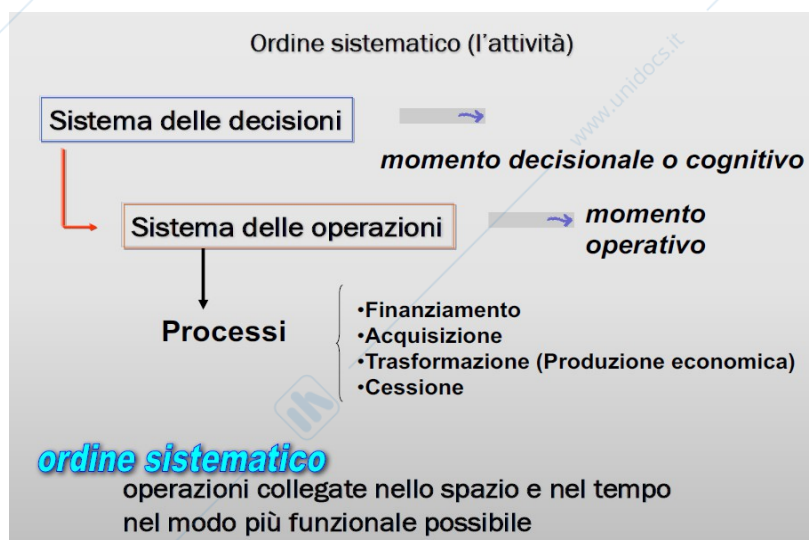 Ordine sistematico (l'attività)
www.unidocs.it
Sistema delle decisioni
momento decisionale o cognitivo
Sistema delle operazioni
momento
operativo
Processi
•Finanziamento
•Acquisizione
•Trasformazione (Produzione economica)
•Cessione
ordine sistematico
operazioni collegate nello spazio e nel tempo
nel modo più funzionale possibile